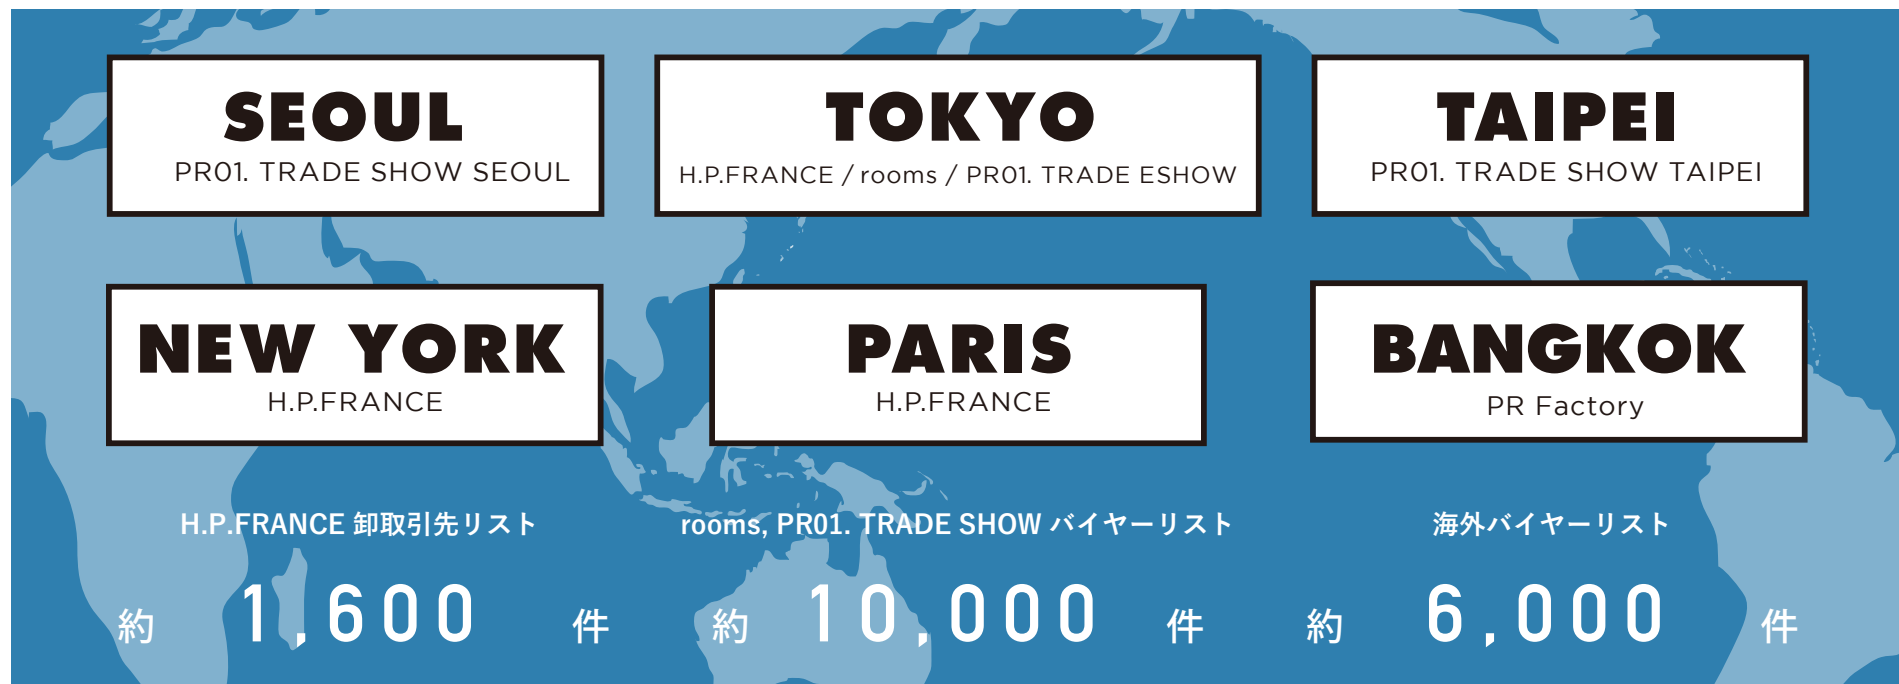 SEOUL
PR01. TRADE SHOW SEOUL
TOKYO
H.P.FRANCE / rooms / PR01. TRADE ESHOW
TAIPEI
PR01. TRADE SHOW TAIPEI
NEW YORK
H.P.FRANCE
PARIS
H.P.FRANCE
BANGKOK
PR Factory
H.P.FRANCE 卸取引先リスト
約 1,600 件
rooms, PR01. TRADE SHOW バイヤーリスト
約 10,000 件
海外バイヤーリスト
約 6,000 件